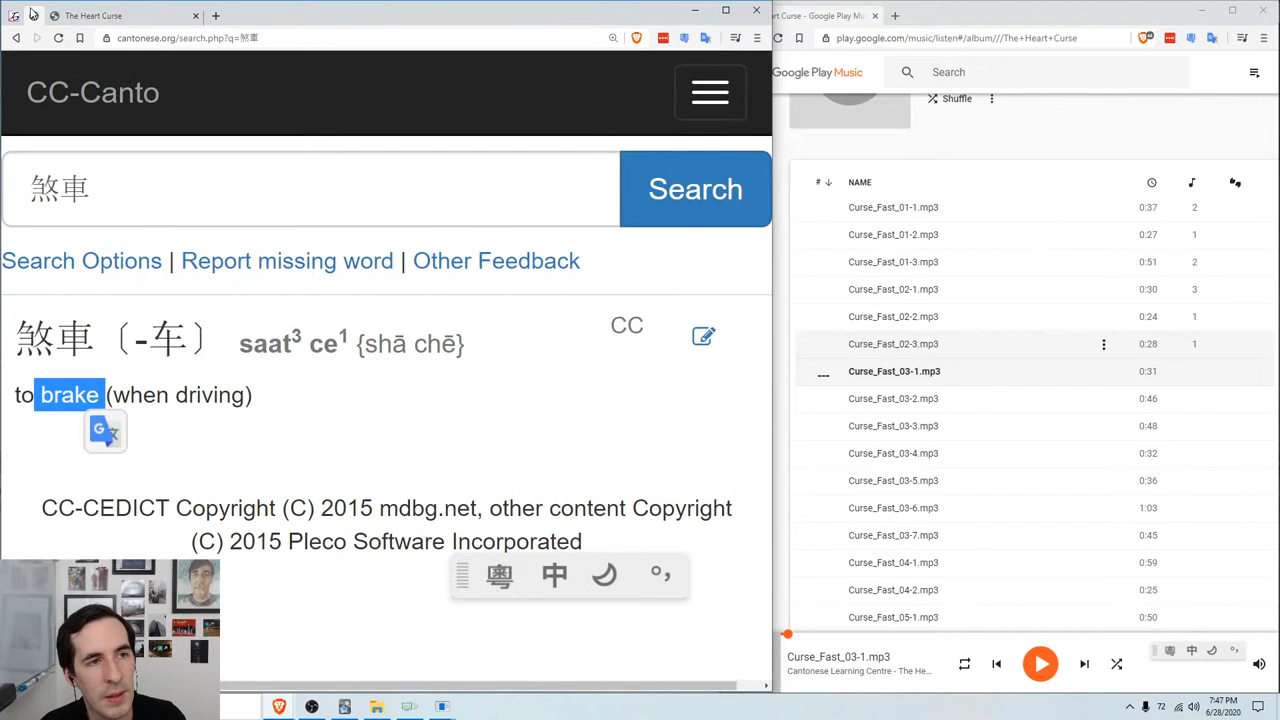 The Heart Curse
cantonese.org/search.php?q=煞車
CC-Canto
煞車
Search
Search Options | Report missing word | Other Feedback
煞車〔-车〕 saat3 ce1 {shā chē}
CC
to brake (when driving)
CC-CEDICT Copyright (C) 2015 mdbg.net, other content Copyright
(C) 2015 Pleco Software Incorporated
粵 中
rt Curse - Google Play Music
play.google.com/music/listen#/album///The+Heart+Curse
Google Play Music
Search
Shuffle
# NAME
Curse_Fast_01-1.mp3 0:37 2
Curse_Fast_01-2.mp3 0:27 1
Curse_Fast_01-3.mp3 0:51 2
Curse_Fast_02-1.mp3 0:30 3
Curse_Fast_02-2.mp3 0:24 1
Curse_Fast_02-3.mp3 0:28 1
Curse_Fast_03-1.mp3 0:31
Curse_Fast_03-2.mp3 0:46
Curse_Fast_03-3.mp3 0:48
Curse_Fast_03-4.mp3 0:32
Curse_Fast_03-5.mp3 0:36
Curse_Fast_03-6.mp3 1:03
Curse_Fast_03-7.mp3 0:45
Curse_Fast_04-1.mp3 0:59
Curse_Fast_04-2.mp3 0:25
Curse_Fast_05-1.mp3 0:50
Curse_Fast_03-1.mp3
Cantonese Learning Centre - The He...
粵 中
72
7:47 PM
6/28/2020